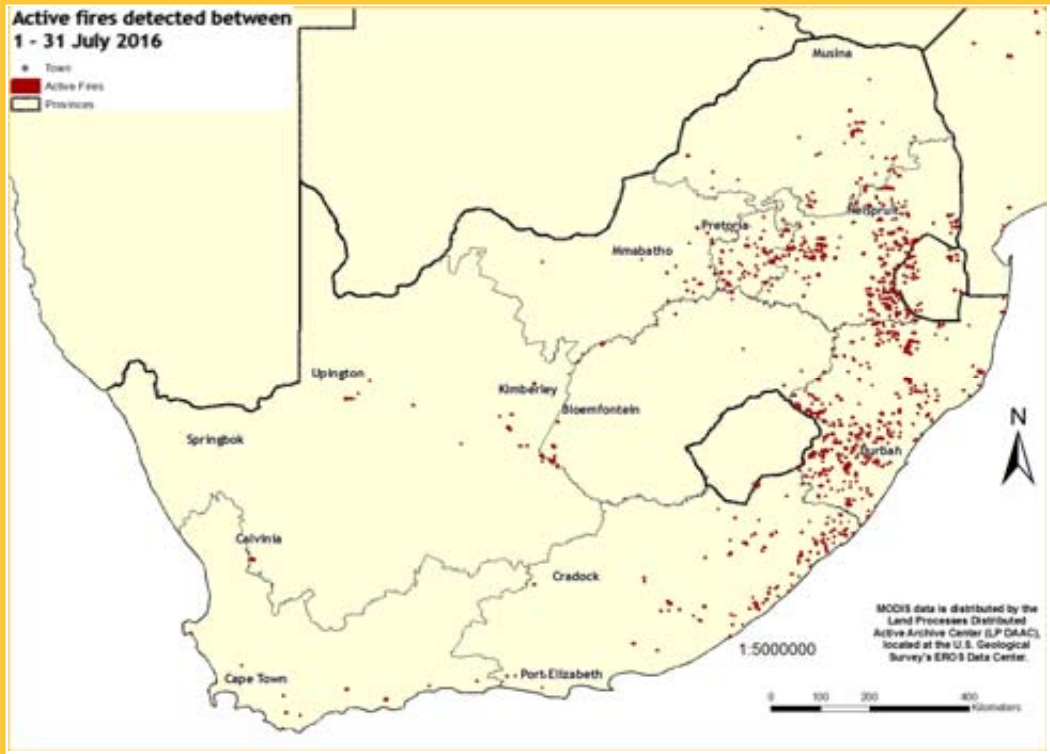 Active fires detected between
1 - 31 July 2016
Town
Active Fires
Provinces
Musina
Nelspruit
Pretoria
Mmabatho
Upington
Kimberley
Bloemfontein
Springbok
Durban
Calvinia
Cradock
N
MODIS data is distributed by the
Land Processes Distributed
Active Archive Center (LP DAAC),
located at the U.S. Geological
Survey's EROS Data Center.
1:5000000
Cape Town
Port Elizabeth
0 100 200 400
Kilometers